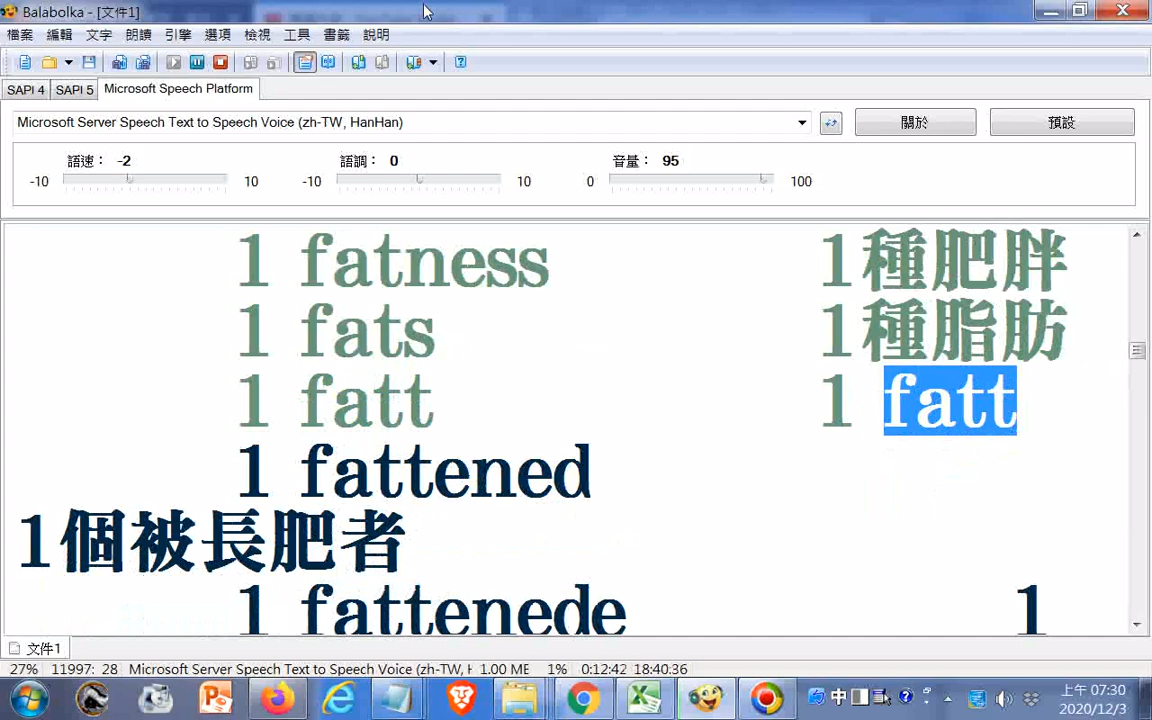 Balabolka - [文件1]
檔案 編輯 文字 朗讀 引擎 選項 檢視 工具 書籤 說明
SAPI 4 SAPI 5 Microsoft Speech Platform
Microsoft Server Speech Text to Speech Voice (zh-TW, HanHan) 關於 預設
語速： -2 語調： 0 音量： 95
-10 10 -10 10 0 100
1 fatness 1種肥胖
1 fats 1種脂肪
1 fatt 1 fatt
1 fattened
1個被長肥者
1 fattenede 1
文件1
27% 11997: 28 Microsoft Server Speech Text to Speech Voice (zh-TW, H 1.00 ME 1% 0:12:42 18:40:36
中 上午 07:30
2020/12/3